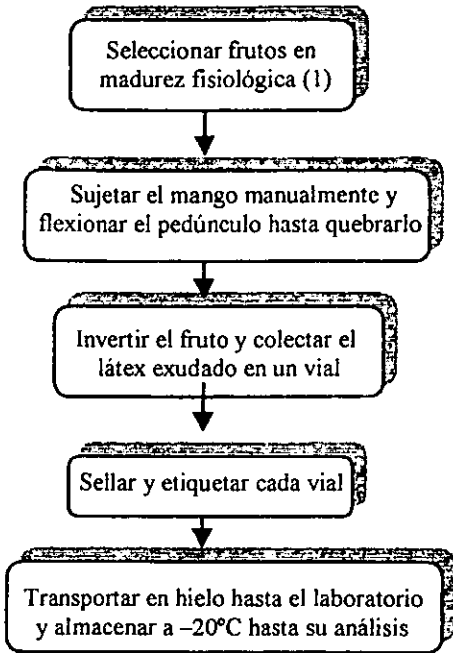 Seleccionar frutos en
madurez fisiológica (1)
Sujetar el mango manualmente y
flexionar el pedúnculo hasta quebrarlo
Invertir el fruto y colectar el
látex exudado en un vial
Sellar y etiquetar cada vial
Transportar en hielo hasta el laboratorio
y almacenar a –20°C hasta su análisis